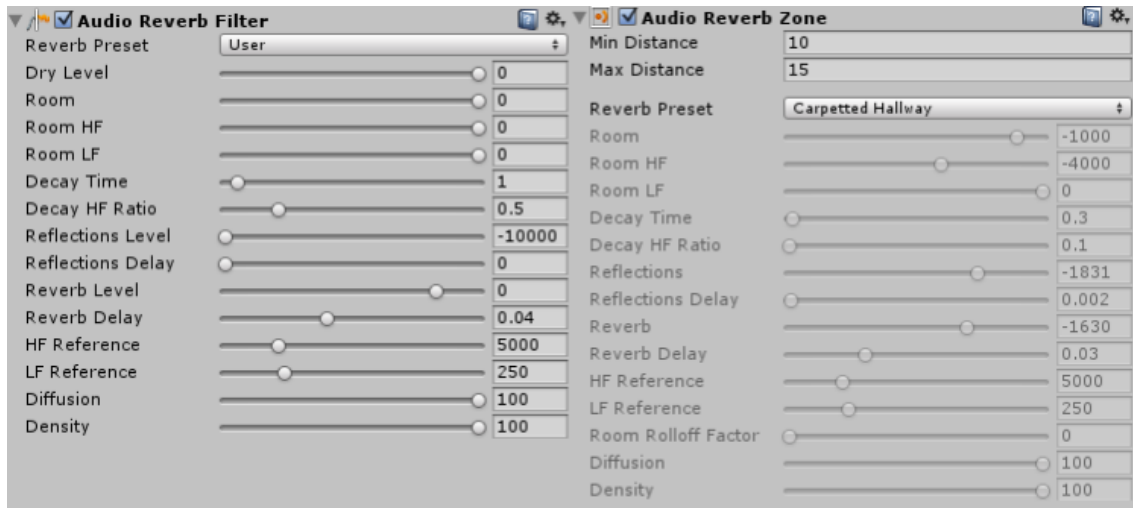 Audio Reverb Filter
Reverb Preset User
Dry Level 0
Room 0
Room HF 0
Room LF 0
Decay Time 1
Decay HF Ratio 0.5
Reflections Level -10000
Reflections Delay 0
Reverb Level 0
Reverb Delay 0.04
HF Reference 5000
LF Reference 250
Diffusion 100
Density 100
Audio Reverb Zone
Min Distance 10
Max Distance 15
Reverb Preset Carpetted Hallway
Room -1000
Room HF -4000
Room LF 0
Decay Time 0.3
Decay HF Ratio 0.1
Reflections -1831
Reflections Delay 0.002
Reverb -1630
Reverb Delay 0.03
HF Reference 5000
LF Reference 250
Room Rolloff Factor 0
Diffusion 100
Density 100